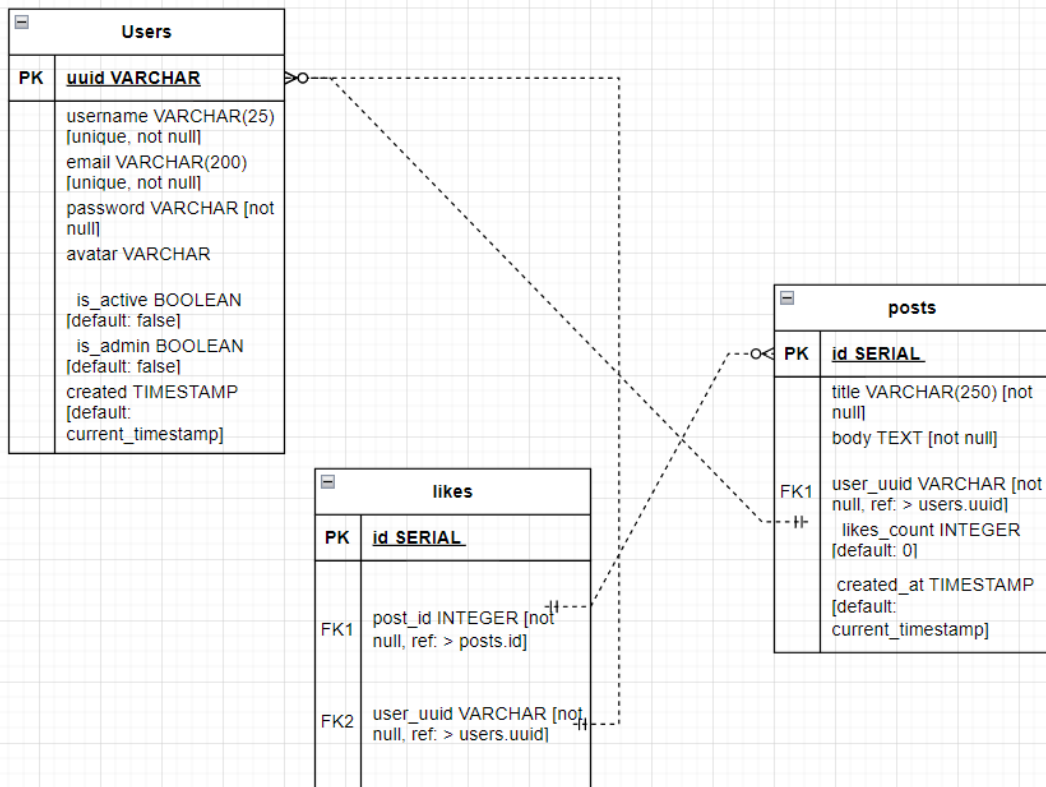 Users
PK
uuid VARCHAR
username VARCHAR(25)
[unique, not null]
email VARCHAR(200)
[unique, not null]
password VARCHAR [not
null]
avatar VARCHAR
is_active BOOLEAN
[default: false]
is_admin BOOLEAN
[default: false]
created TIMESTAMP
[default:
current_timestamp]
likes
PK
id SERIAL
FK1
post_id INTEGER [not
null, ref: > posts.id]
FK2
user_uuid VARCHAR [not
null, ref: > users.uuid]
posts
PK
id SERIAL
title VARCHAR(250) [not
null]
body TEXT [not null]
FK1
user_uuid VARCHAR [not
null, ref: > users.uuid]
likes_count INTEGER
[default: 0]
created_at TIMESTAMP
[default:
current_timestamp]